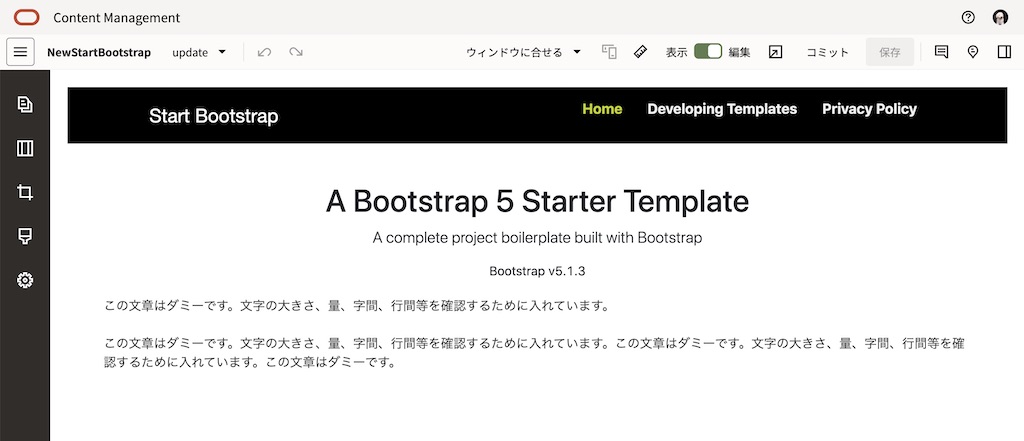 Content Management
NewStartBootstrap update ウィンドウに合せる 表示 編集 コミット 保存
Start Bootstrap Home Developing Templates Privacy Policy
A Bootstrap 5 Starter Template
A complete project boilerplate built with Bootstrap
Bootstrap v5.1.3
この文章はダミーです。文字の大きさ、量、字間、行間等を確認するために入れています。
この文章はダミーです。文字の大きさ、量、字間、行間等を確認するために入れています。この文章はダミーです。文字の大きさ、量、字間、行間等を確
認するために入れています。この文章はダミーです。